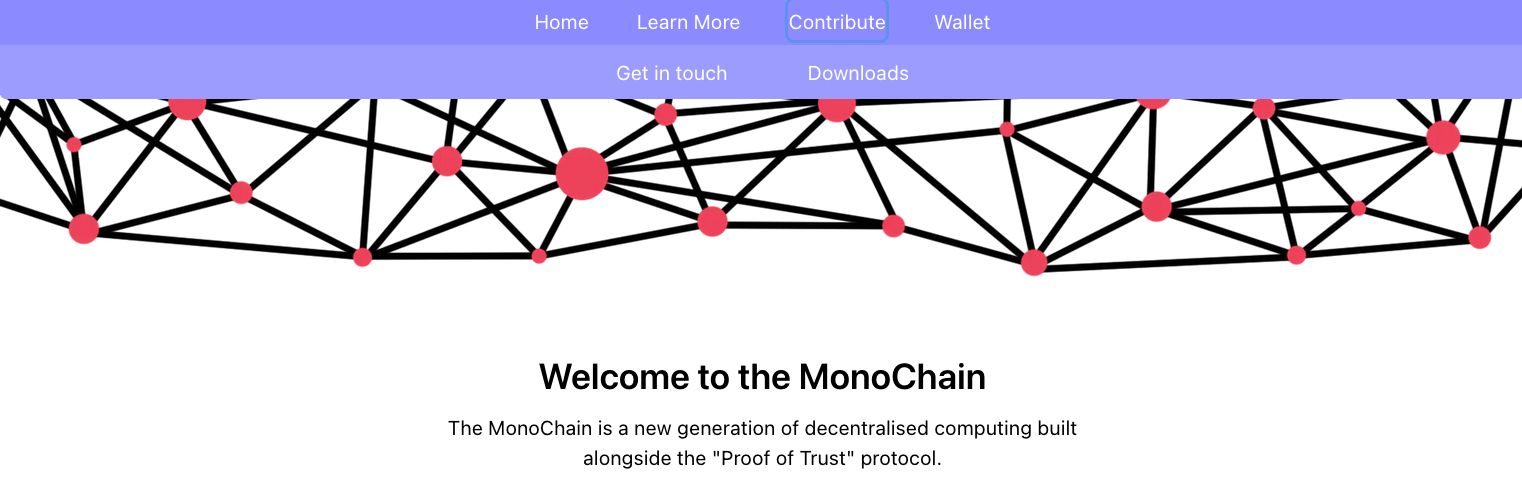 Home Learn More Contribute Wallet
Get in touch Downloads
Welcome to the MonoChain
The MonoChain is a new generation of decentralised computing built
alongside the "Proof of Trust" protocol.